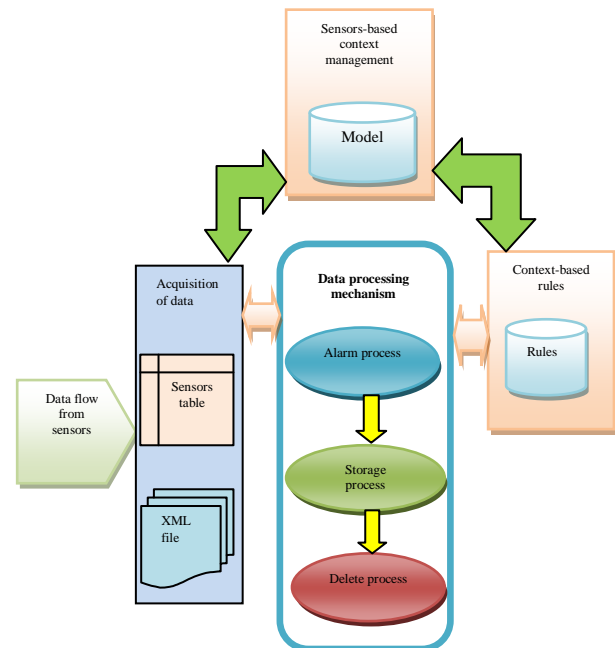 Sensors-based
context
management
Model
Acquisition
of data
Data processing
mechanism
Context-based
rules
Alarm process
Rules
Sensors
table
Data flow
from
sensors
Storage
process
XML
file
Delete process